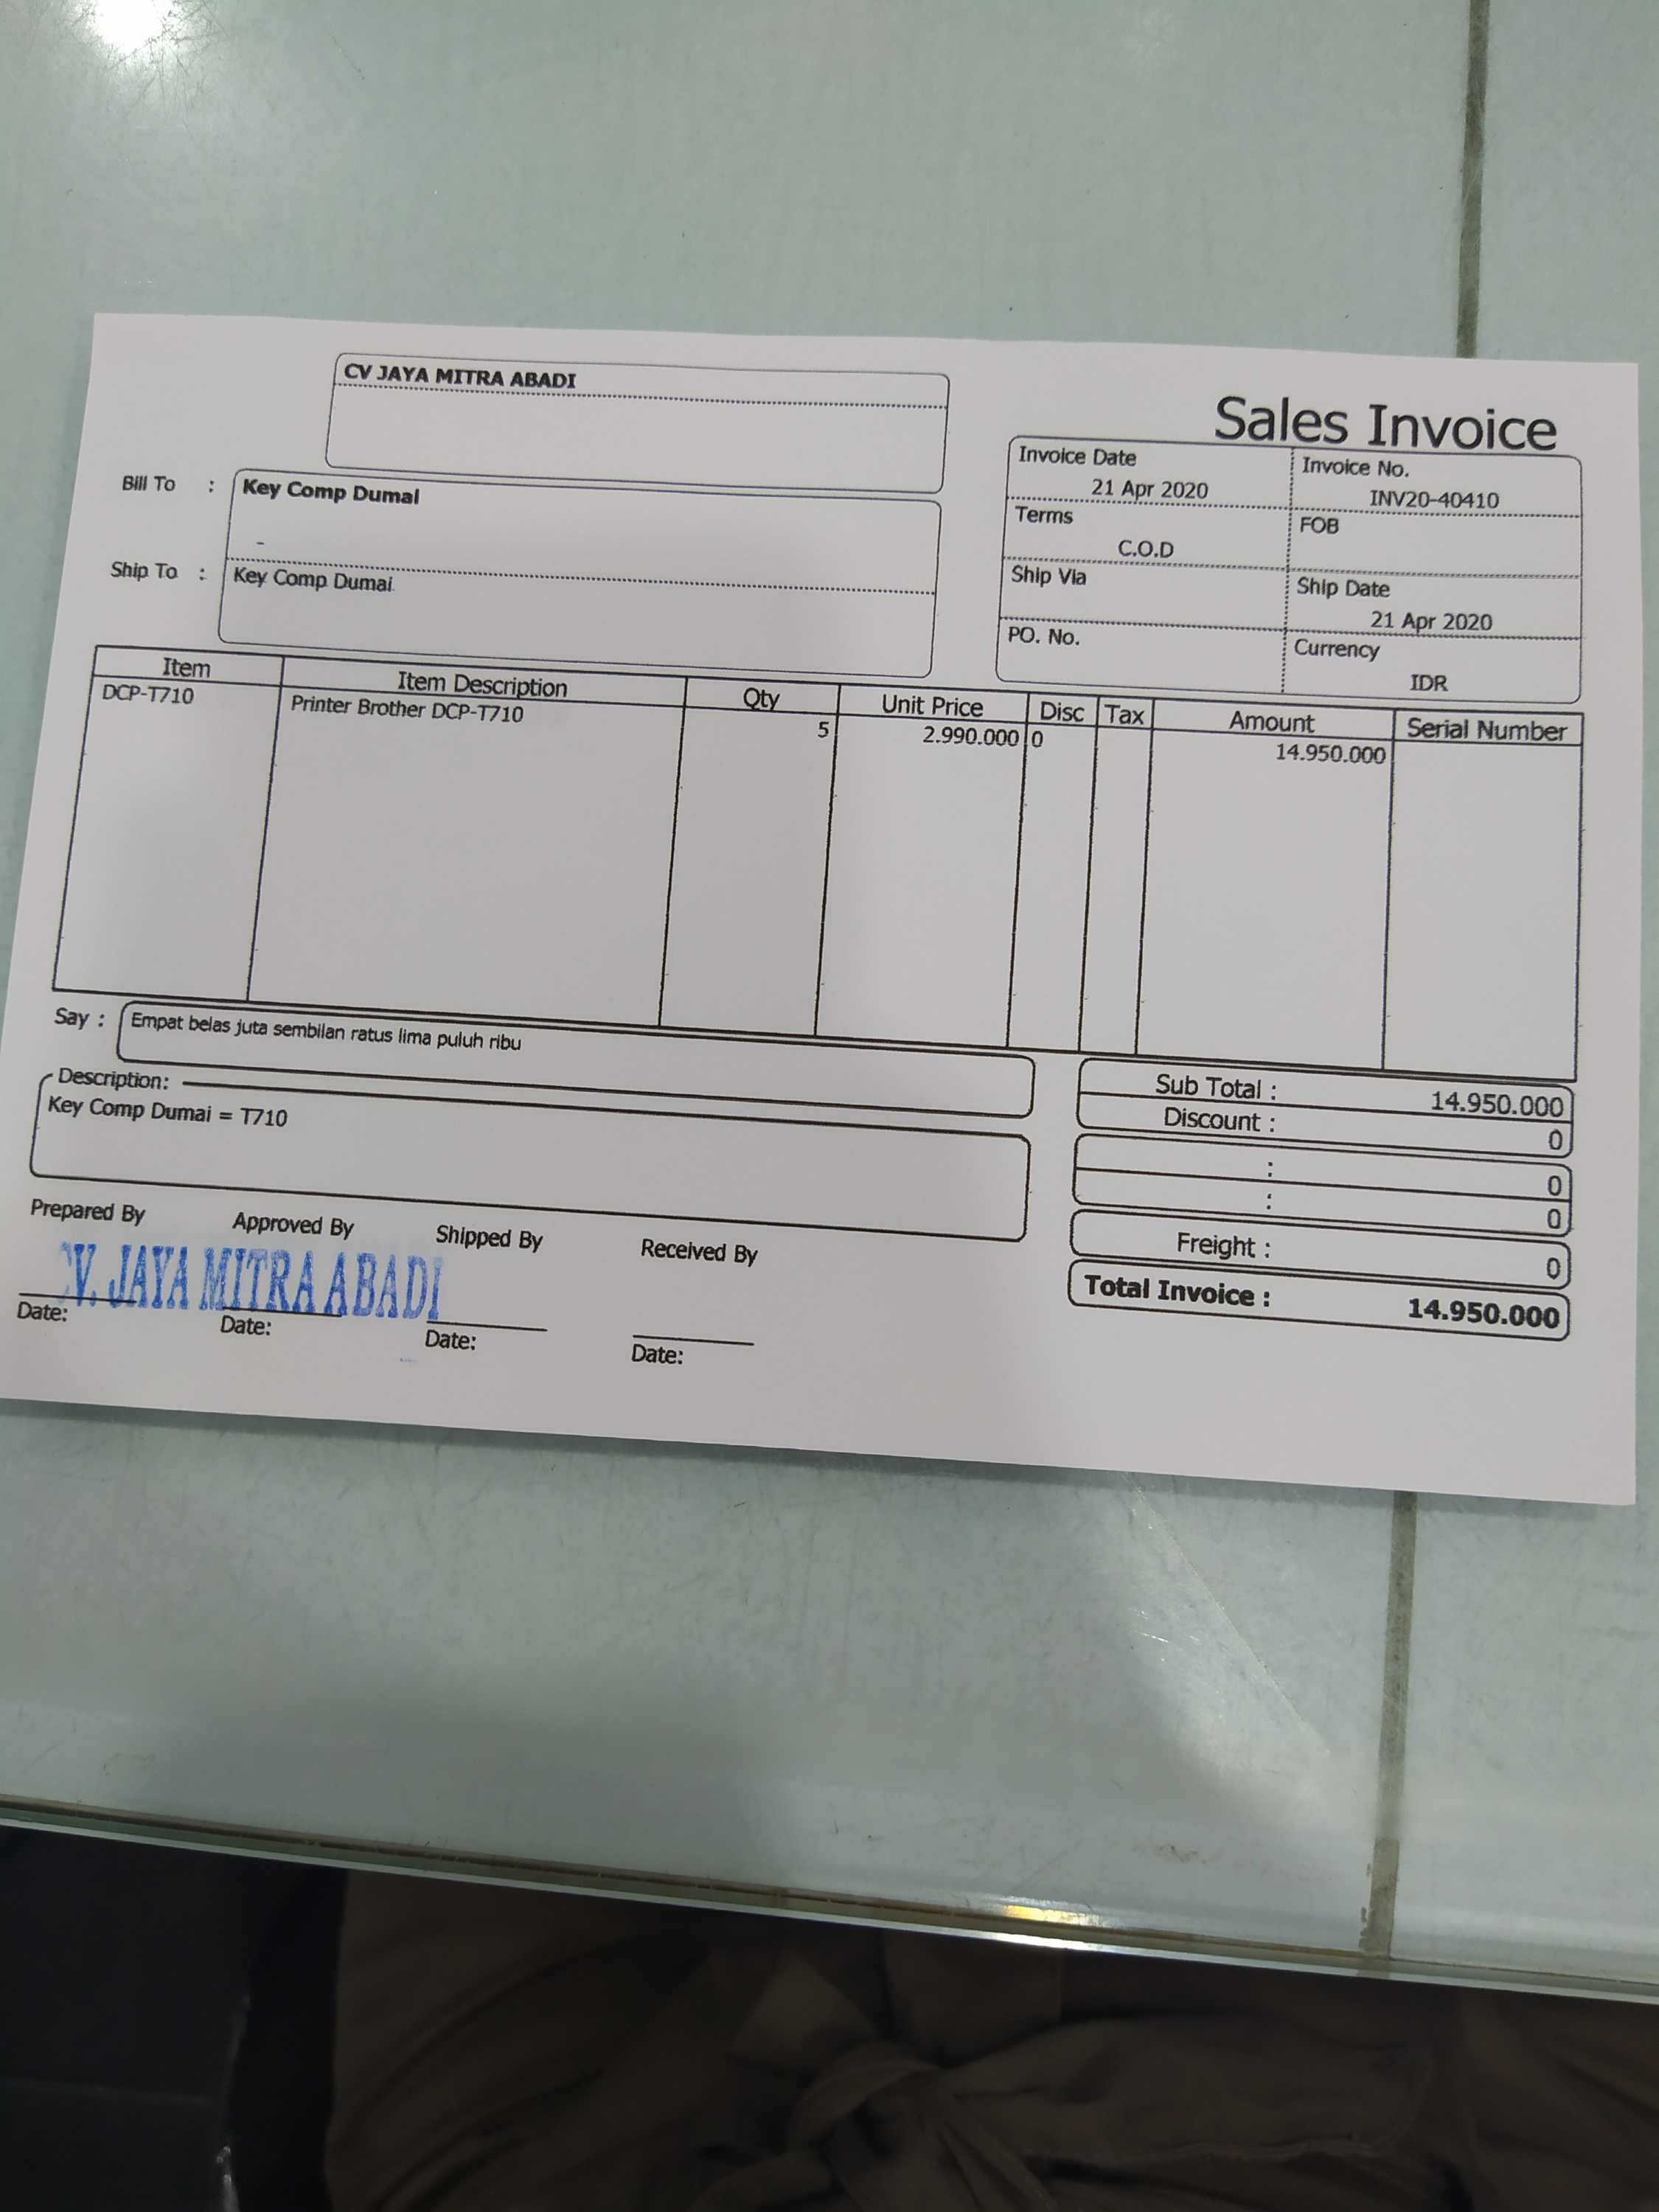 CV JAYA MITRA ABADI
Sales Invoice
Bill To : Key Comp Dumai
-
Ship To : Key Comp Dumai
Invoice Date
21 Apr 2020
Invoice No.
INV20-40410
Terms
C.O.D
FOB
Ship Via
Ship Date
21 Apr 2020
PO. No.
Currency
IDR
Item Item Description Qty Unit Price Disc Tax Amount Serial Number
DCP-T710 Printer Brother DCP-T710 5 2.990.000 0 14.950.000
Say : Empat belas juta sembilan ratus lima puluh ribu
Description:
Key Comp Dumai = T710
Sub Total : 14.950.000
Discount : 0
: 0
: 0
Freight : 0
Total Invoice : 14.950.000
Prepared By Approved By Shipped By Received By
CV. JAYA MITRA ABADI
Date: Date: Date: Date: